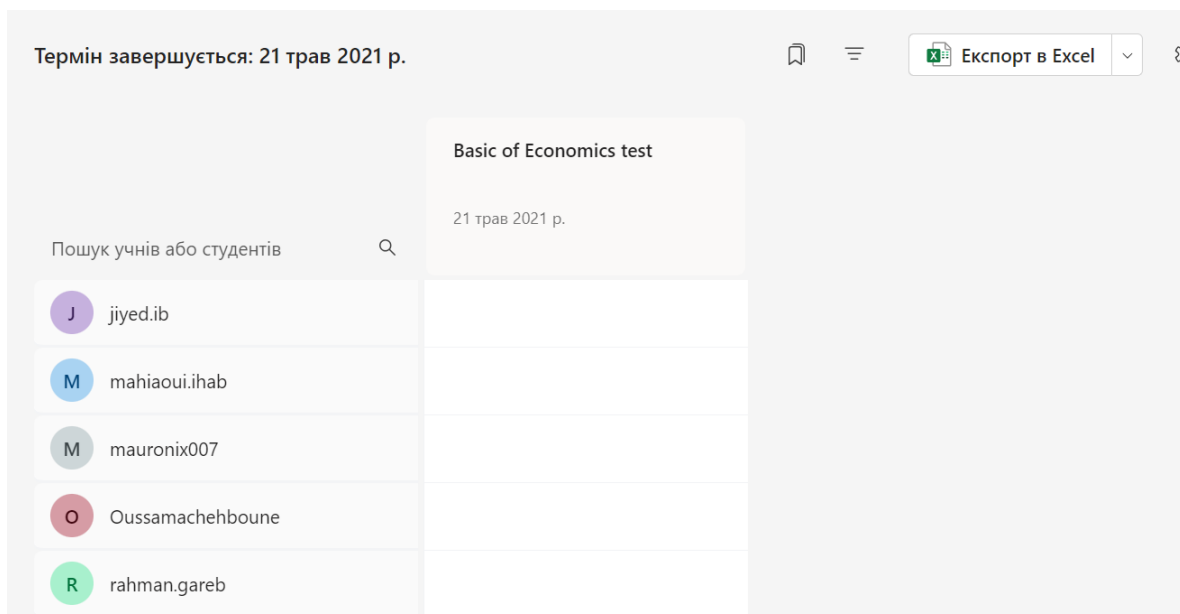 Термін завершується: 21 трав 2021 р.
Експорт в Excel
Basic of Economics test
21 трав 2021 р.
Пошук учнів або студентів
J jiyed.ib
M mahiaoui.ihab
M mauronix007
O Oussamachehboune
R rahman.gareb